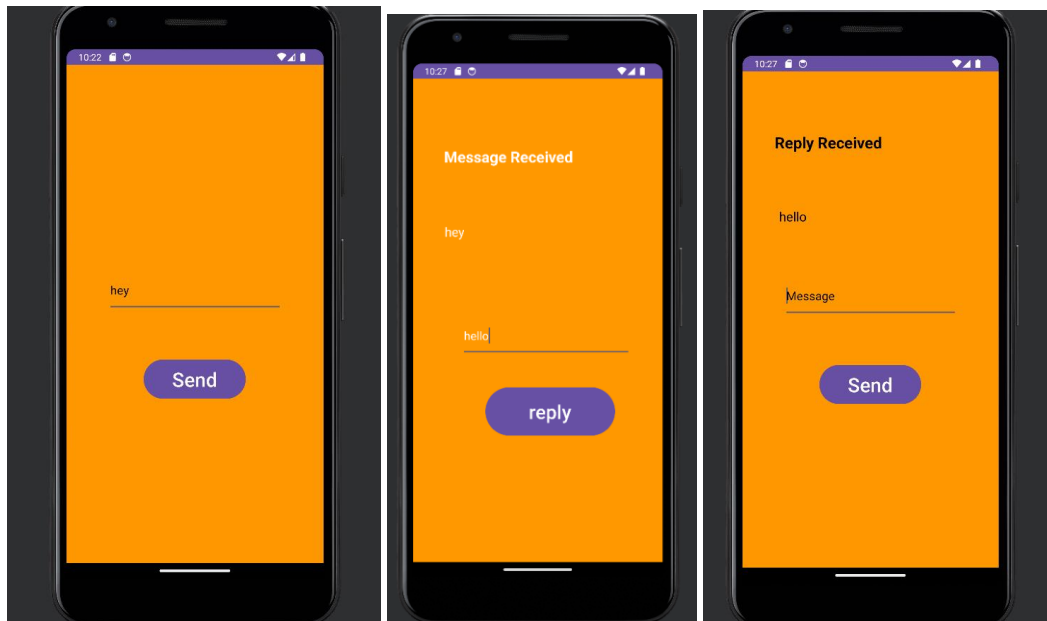 10:22
hey
Send
10:27
Message Received
hey
hello
reply
10:27
Reply Received
hello
Message
Send